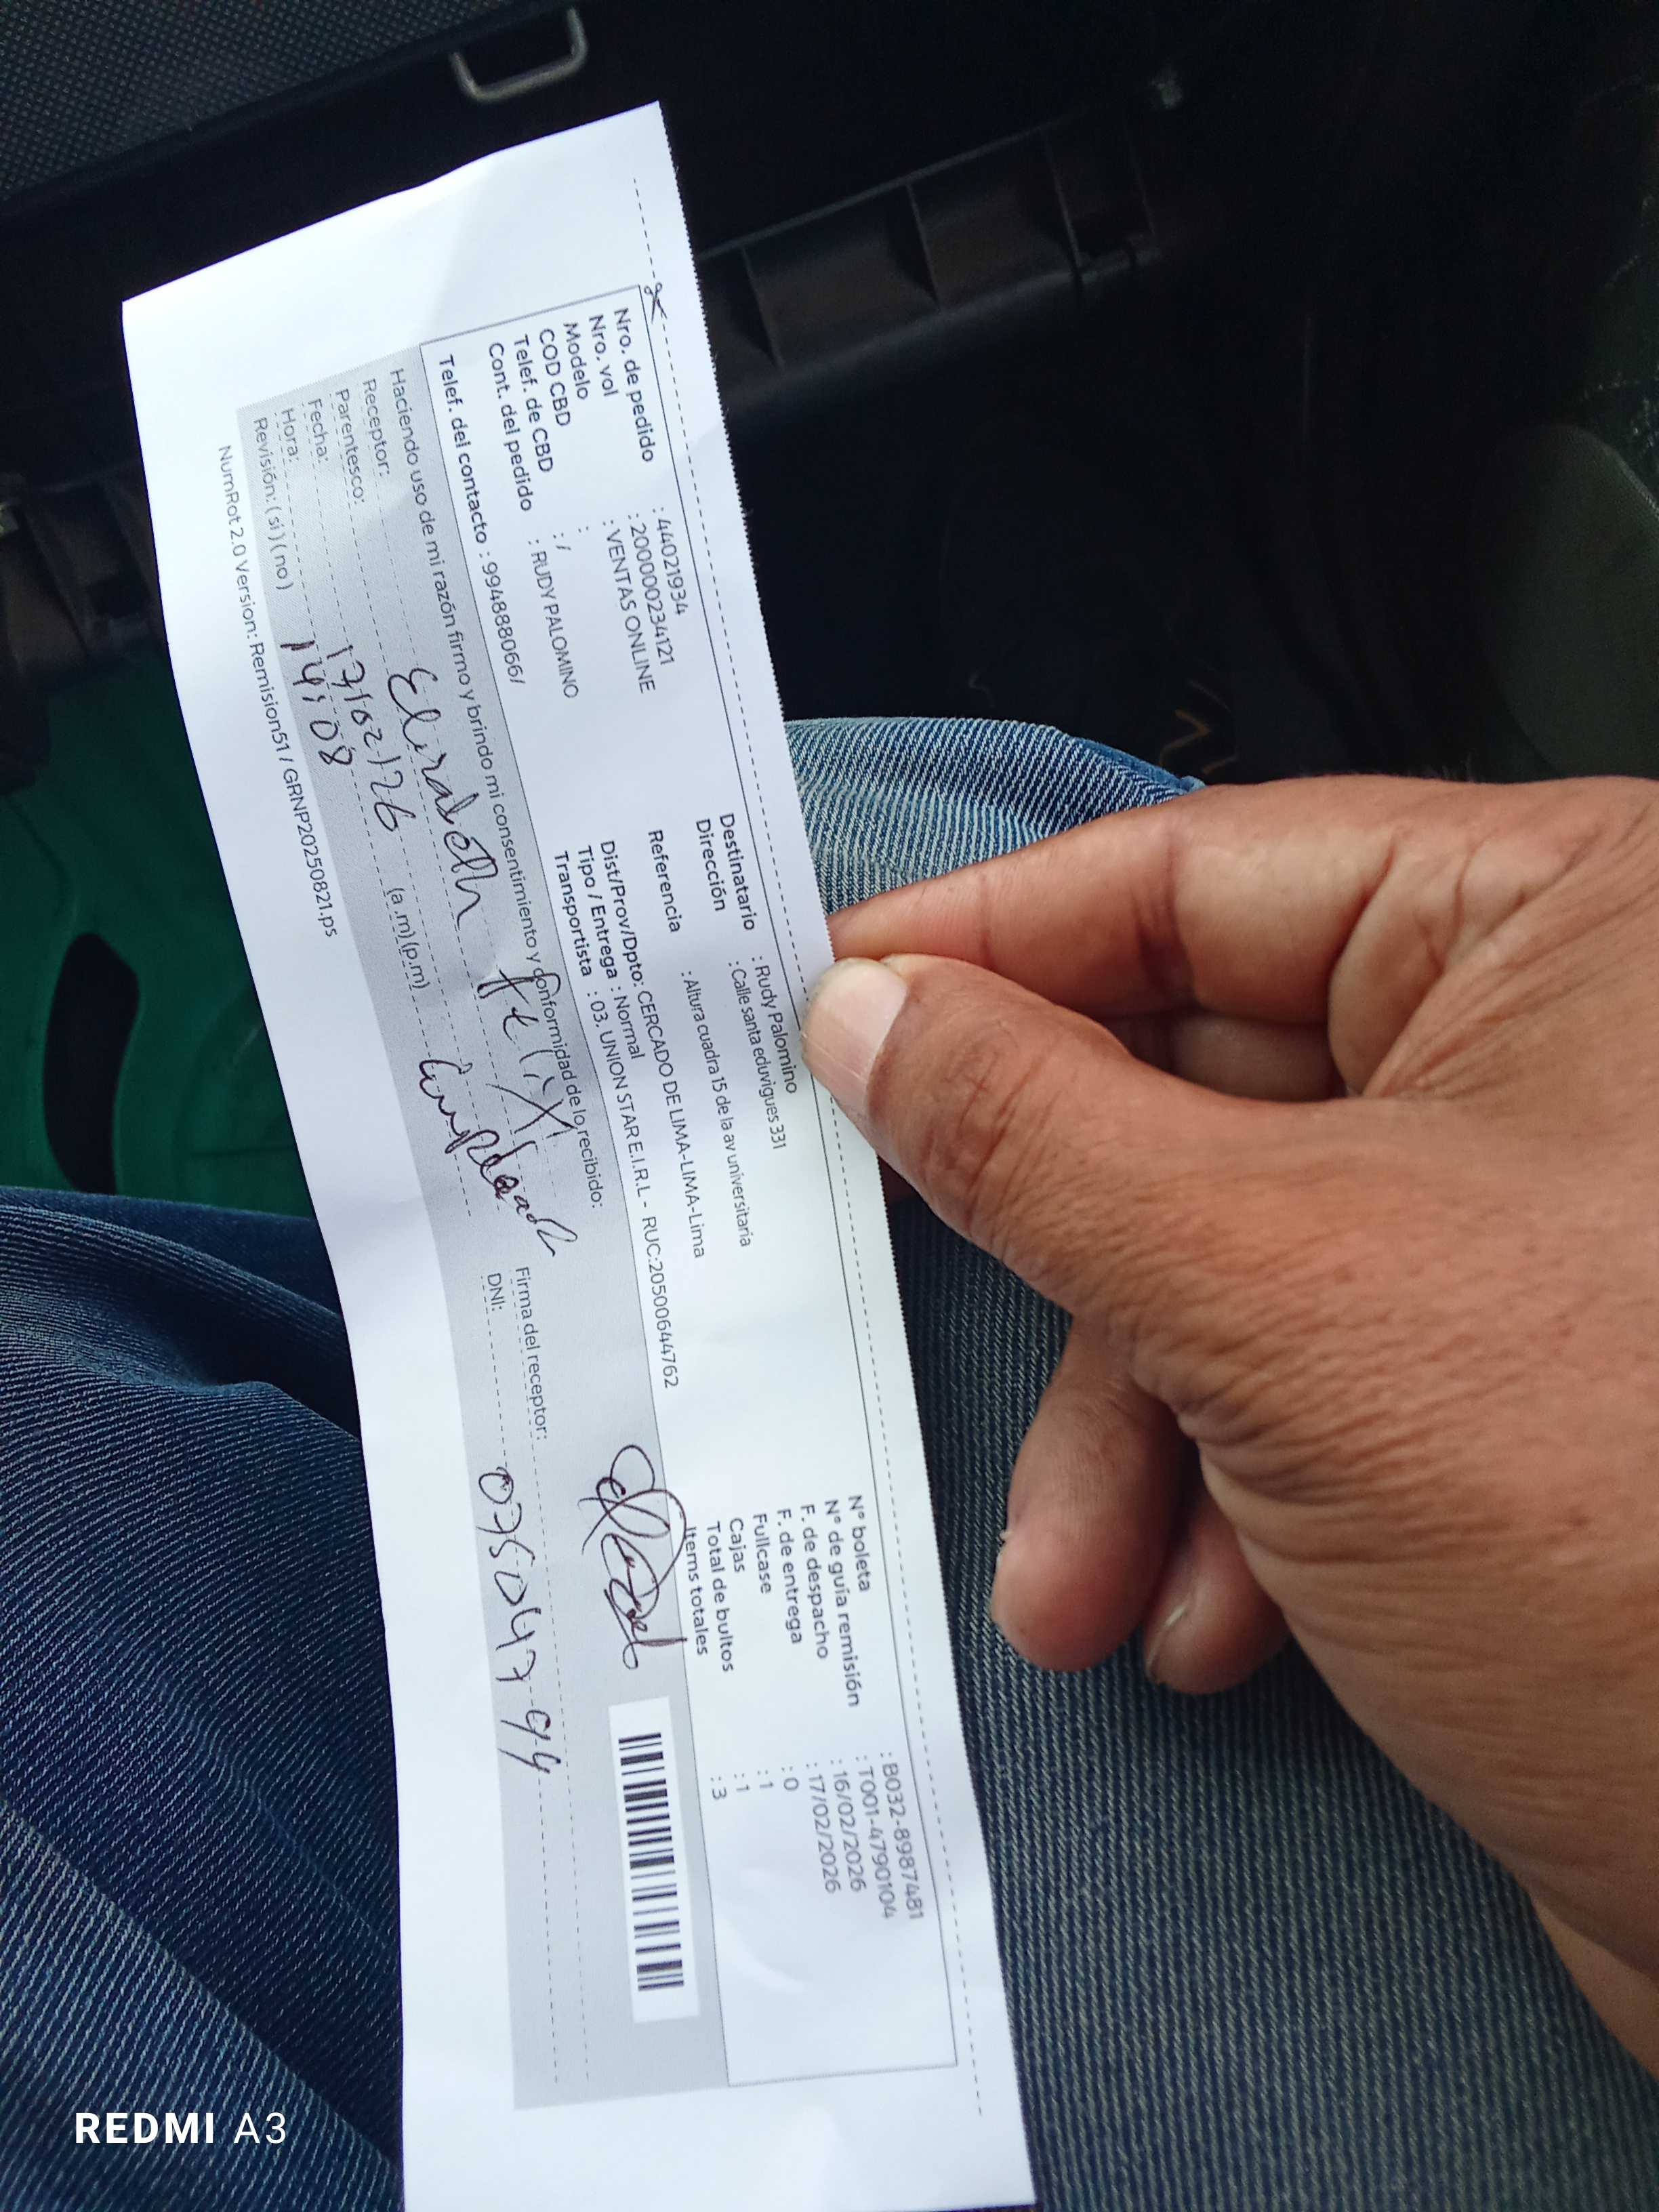 Nro. de pedido : 44021934
Nro. vol : 2000002234121
Modelo : VENTAS ONLINE
COD CBD :
Telef. de CBD : /
Cont. del pedido : RUDY PALOMINO
Telef. del contacto : 994888066/
Destinatario : Rudy Palomino
Dirección : Calle santa eduvigues 331
Referencia : Altura cuadra 15 de la av universitaria
Dist/Prov/Dpto: CERCADO DE LIMA-LIMA-Lima
Tipo / Entrega : Normal
Transportista : 03. UNION STAR E.I.R.L - RUC:20500644762
N° boleta : B032-8987481
N° de guía remisión : T001-4790104
F. de despacho : 16/02/2026
F. de entrega : 17/02/2026
Fullcase : 0
Cajas : 1
Total de bultos : 1
Items totales : 3
Haciendo uso de mi razón firmo y brindo mi consentimiento y conformidad de lo recibido:
Receptor: Elizabeth Felix
Parentesco:
Fecha: 17/02/26
Hora: 14:08 (a.m) (p.m)
Revisión: ( si ) ( no )
Firma del receptor:
DNI:
NumRot 2.0 Version: Remision51 / GRNP20250821.ps
REDMI A3